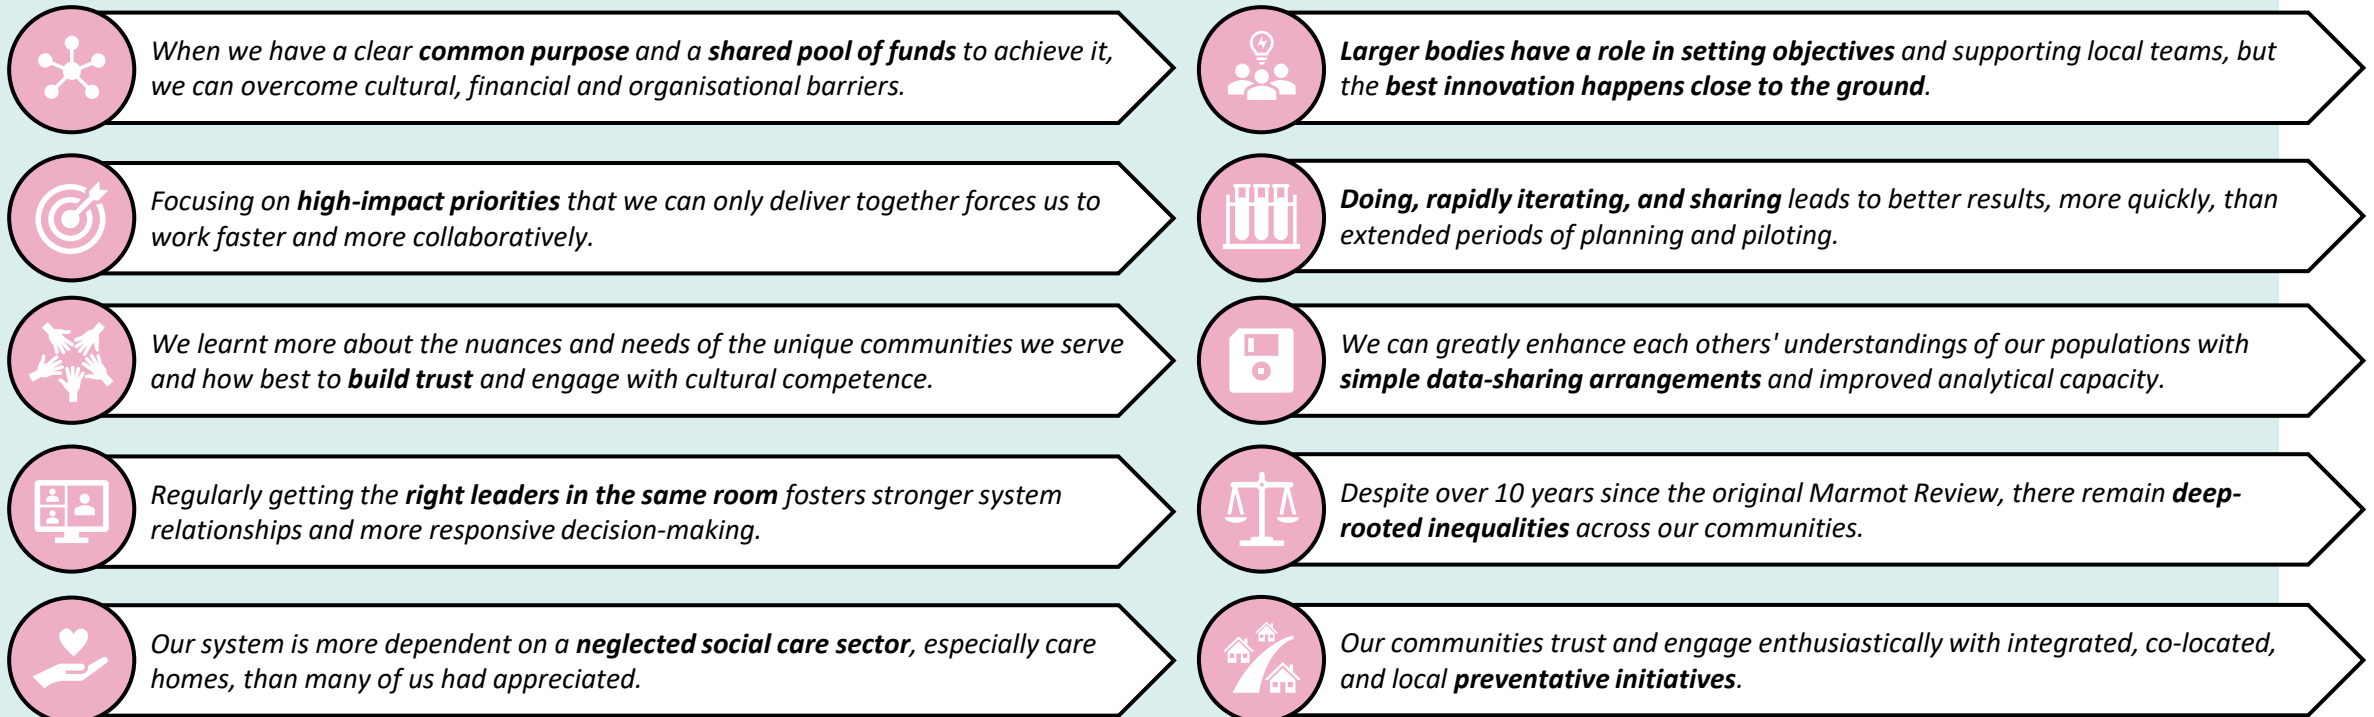 When we have a clear common purpose and a shared pool of funds to achieve it,
we can overcome cultural, financial and organisational barriers.
Focusing on high-impact priorities that we can only deliver together forces us to
work faster and more collaboratively.
We learnt more about the nuances and needs of the unique communities we serve
and how best to build trust and engage with cultural competence.
Regularly getting the right leaders in the same room fosters stronger system
relationships and more responsive decision-making.
Our system is more dependent on a neglected social care sector, especially care
homes, than many of us had appreciated.
Larger bodies have a role in setting objectives and supporting local teams, but
the best innovation happens close to the ground.
Doing, rapidly iterating, and sharing leads to better results, more quickly, than
extended periods of planning and piloting.
We can greatly enhance each others' understandings of our populations with
simple data-sharing arrangements and improved analytical capacity.
Despite over 10 years since the original Marmot Review, there remain deep-
rooted inequalities across our communities.
Our communities trust and engage enthusiastically with integrated, co-located,
and local preventative initiatives.